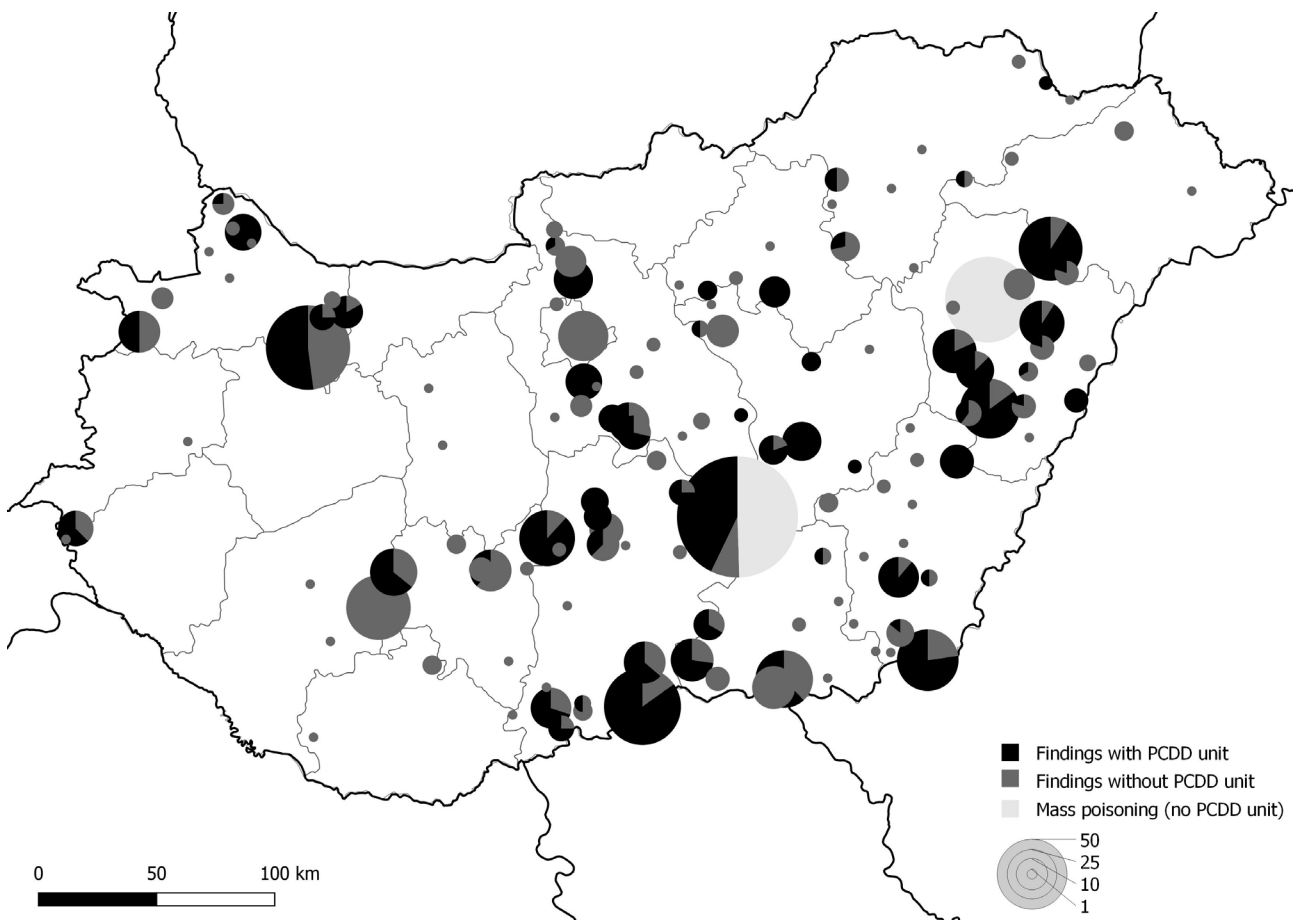 Findings with PCDD unit
Findings without PCDD unit
Mass poisoning (no PCDD unit)
50
25
10
1
0 50 100 km